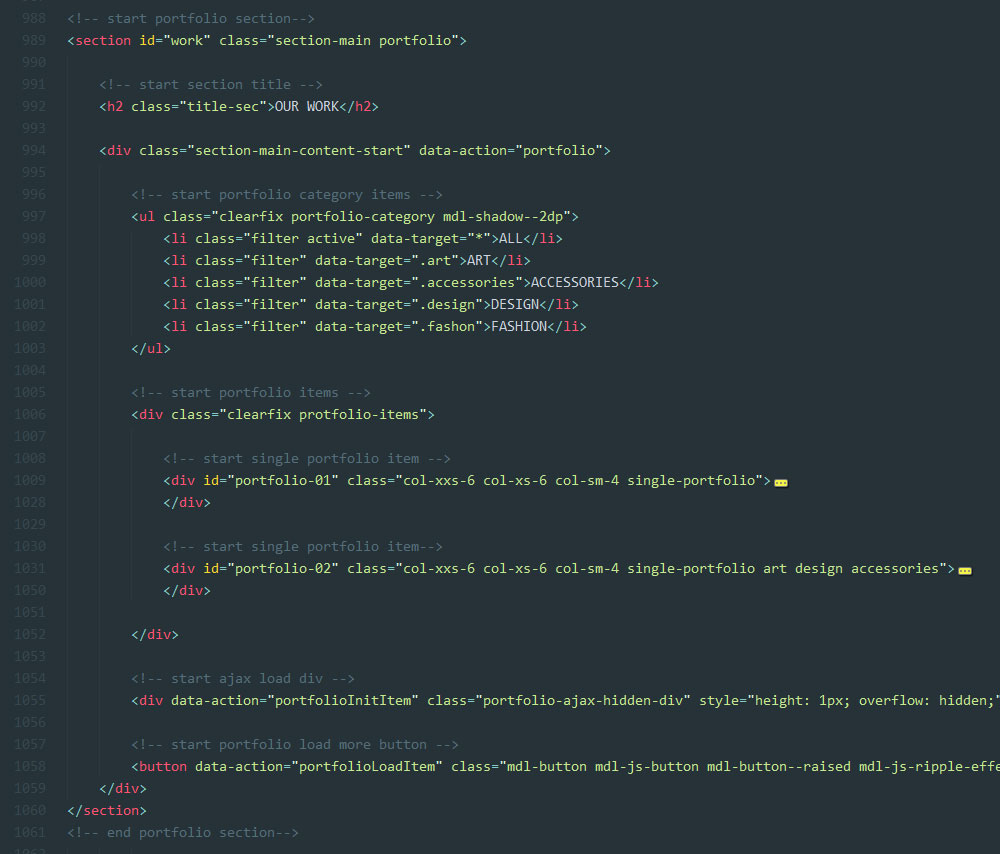 988 <!-- start portfolio section-->
989 <section id="work" class="section-main portfolio">
990
991 <!-- start section title -->
992 <h2 class="title-sec">OUR WORK</h2>
993
994 <div class="section-main-content-start" data-action="portfolio">
995
996 <!-- start portfolio category items -->
997 <ul class="clearfix portfolio-category mdl-shadow--2dp">
998 <li class="filter active" data-target="*">ALL</li>
999 <li class="filter" data-target=".art">ART</li>
1000 <li class="filter" data-target=".accessories">ACCESSORIES</li>
1001 <li class="filter" data-target=".design">DESIGN</li>
1002 <li class="filter" data-target=".fashon">FASHION</li>
1003 </ul>
1004
1005 <!-- start portfolio items -->
1006 <div class="clearfix protfolio-items">
1007
1008 <!-- start single portfolio item -->
1009 <div id="portfolio-01" class="col-xxs-6 col-xs-6 col-sm-4 single-portfolio">
1028 </div>
1029
1030 <!-- start single portfolio item-->
1031 <div id="portfolio-02" class="col-xxs-6 col-xs-6 col-sm-4 single-portfolio art design accessories">
1050 </div>
1051
1052 </div>
1053
1054 <!-- start ajax load div -->
1055 <div data-action="portfolioInitItem" class="portfolio-ajax-hidden-div" style="height: 1px; overflow: hidden;"
1056
1057 <!-- start portfolio load more button -->
1058 <button data-action="portfolioLoadItem" class="mdl-button mdl-js-button mdl-button--raised mdl-js-ripple-effe
1059 </div>
1060 </section>
1061 <!-- end portfolio section-->